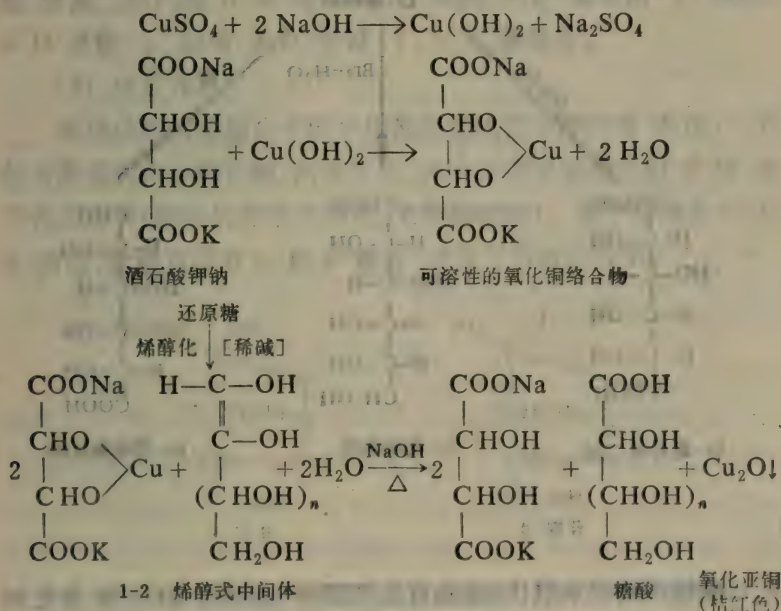 CuSO₄ + 2 NaOH ⟶ Cu(OH)₂ + Na₂SO₄
COONa COONa
| |
CHOH CHO
| + Cu(OH)₂ ⟶ | Cu + 2 H₂O
CHOH CHO
| |
COOK COOK
酒石酸钾钠 可溶性的氧化铜络合物
还原糖
烯醇化 ↓ [稀碱]
COONa H—C—OH COONa COOH
| ‖ | |
CHO C—OH CHOH CHOH
2 | Cu + | + 2H₂O NaOH ⟶ △ 2 | + | + Cu₂O↓
CHO (CHOH)ₙ CHOH (CHOH)ₙ
| | | |
COOK CH₂OH COOK CH₂OH
1-2 烯醇式中间体 糖酸 氧化亚铜
(桔红色)